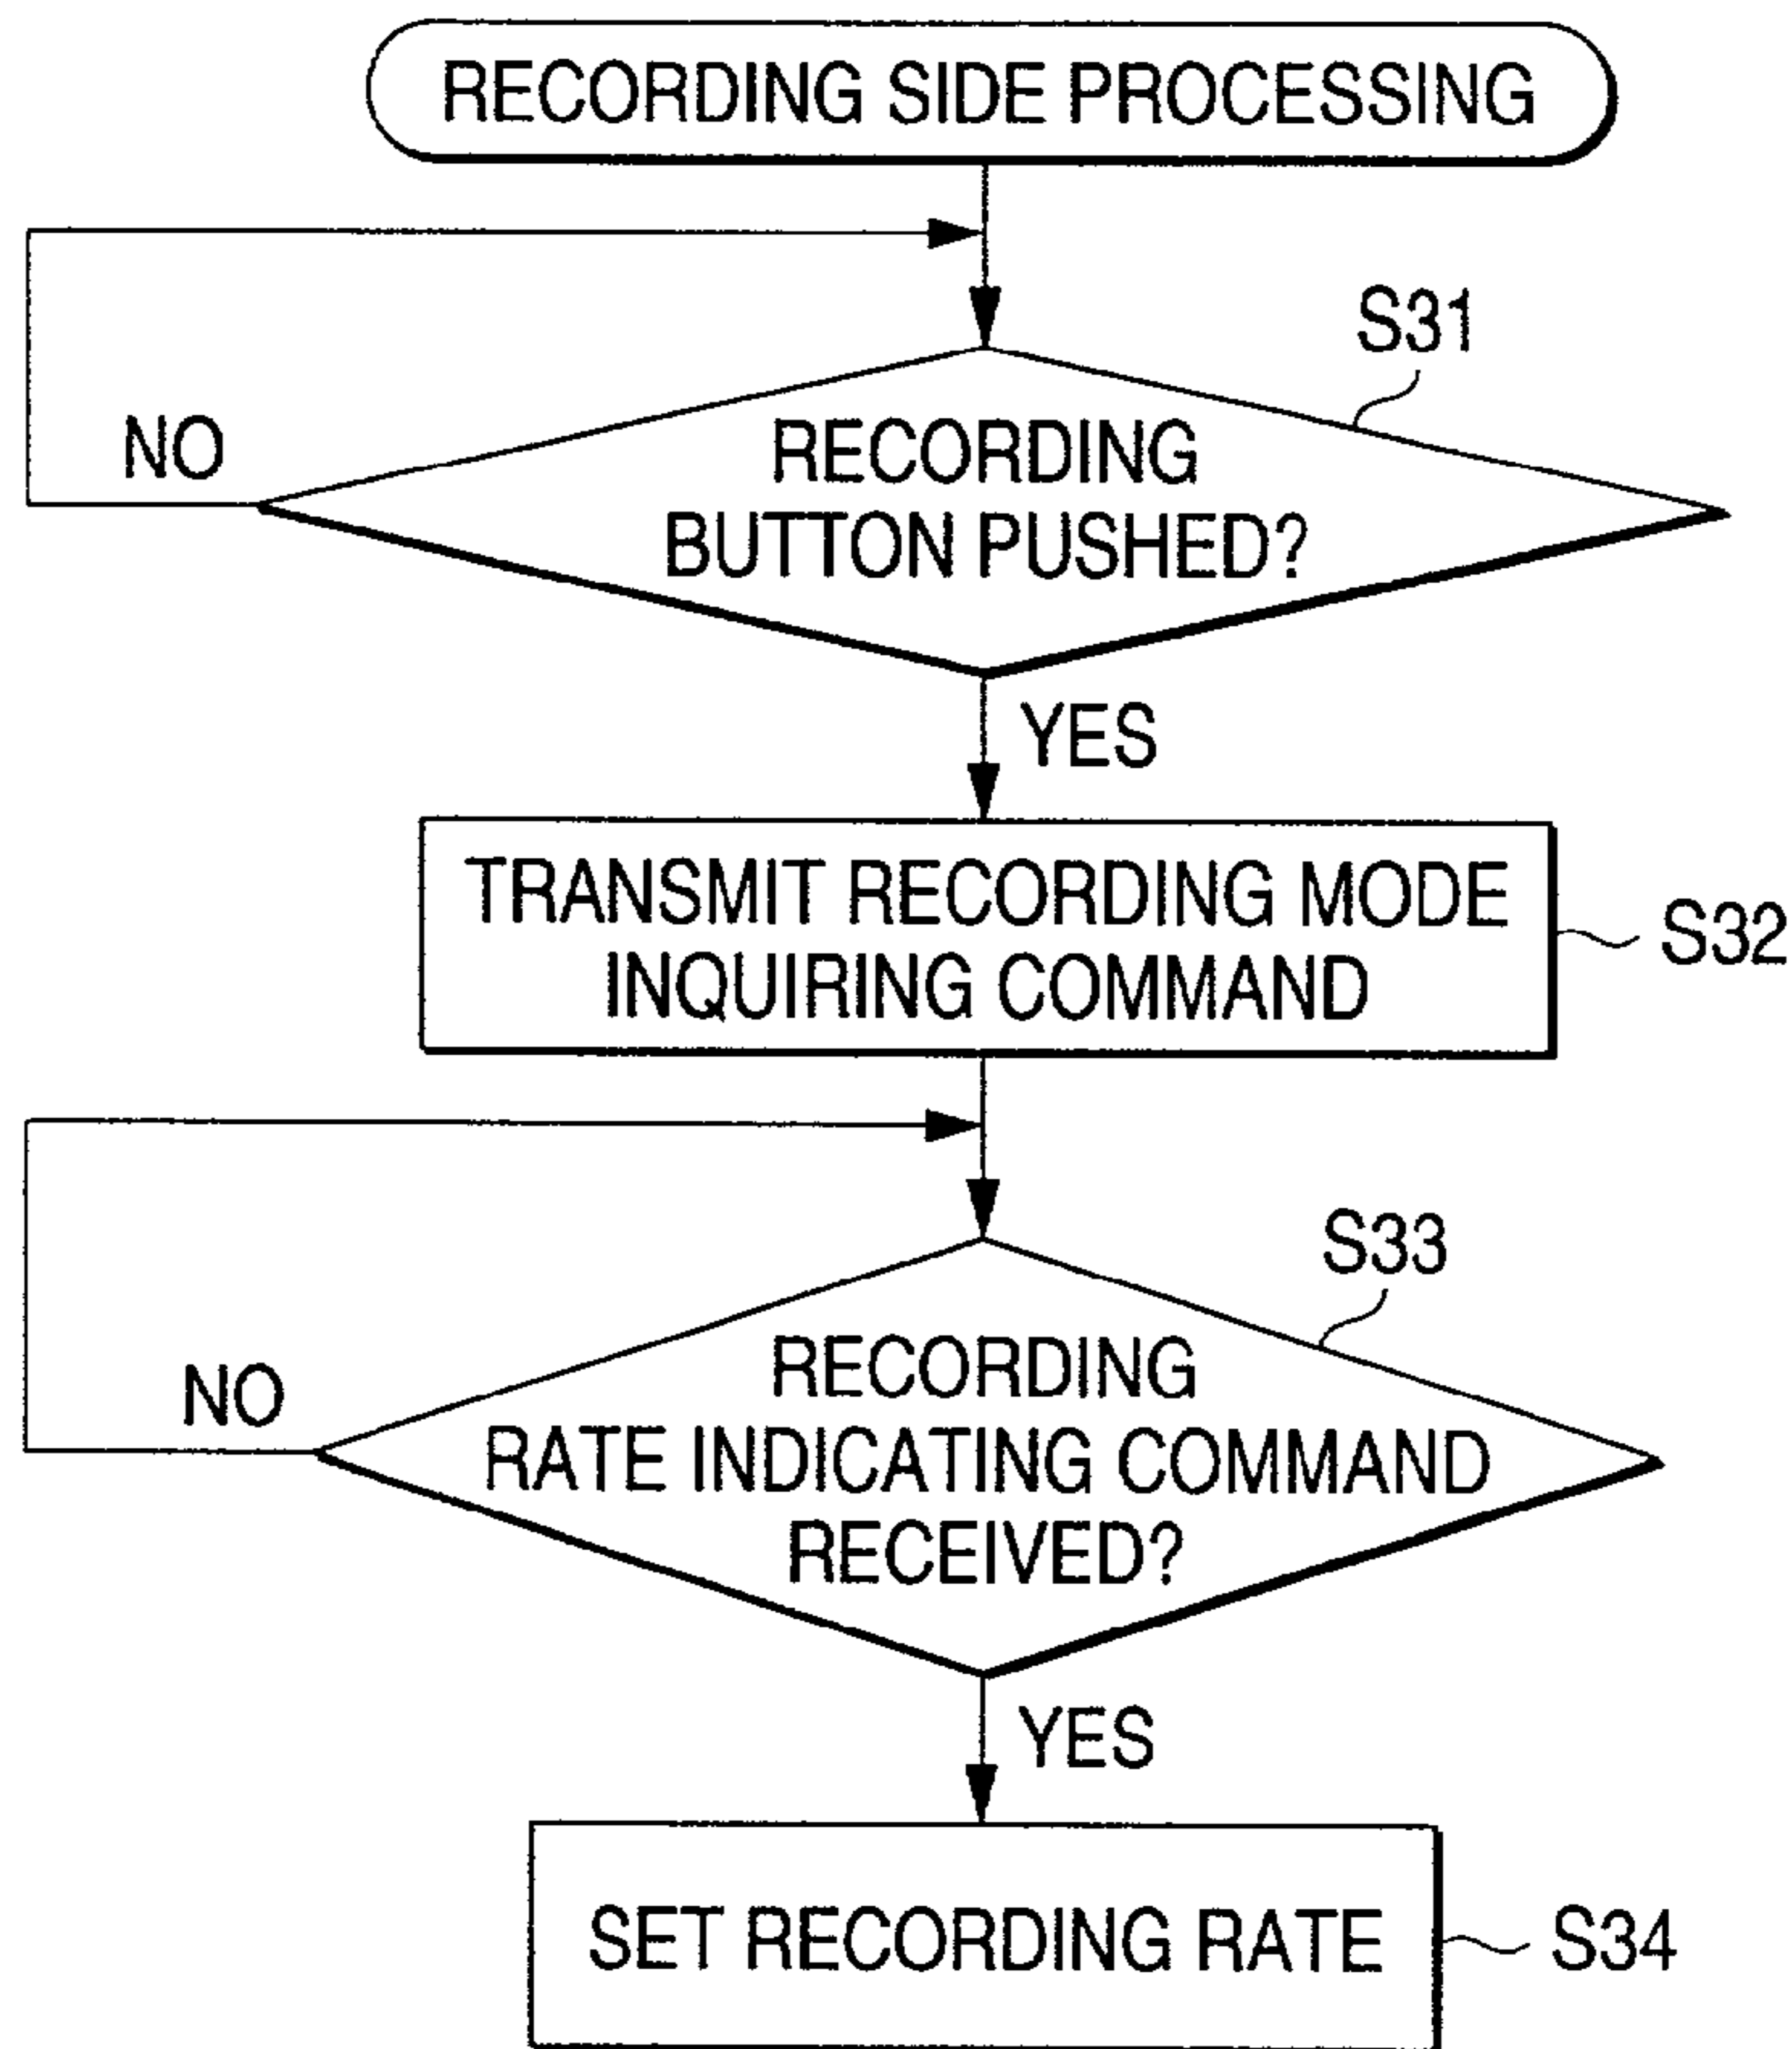 RECORDING SIDE PROCESSING
S31
NO
RECORDING
BUTTON PUSHED?
YES
TRANSMIT RECORDING MODE
INQUIRING COMMAND
S32
S33
NO
RECORDING
RATE INDICATING COMMAND
RECEIVED?
YES
SET RECORDING RATE
S34